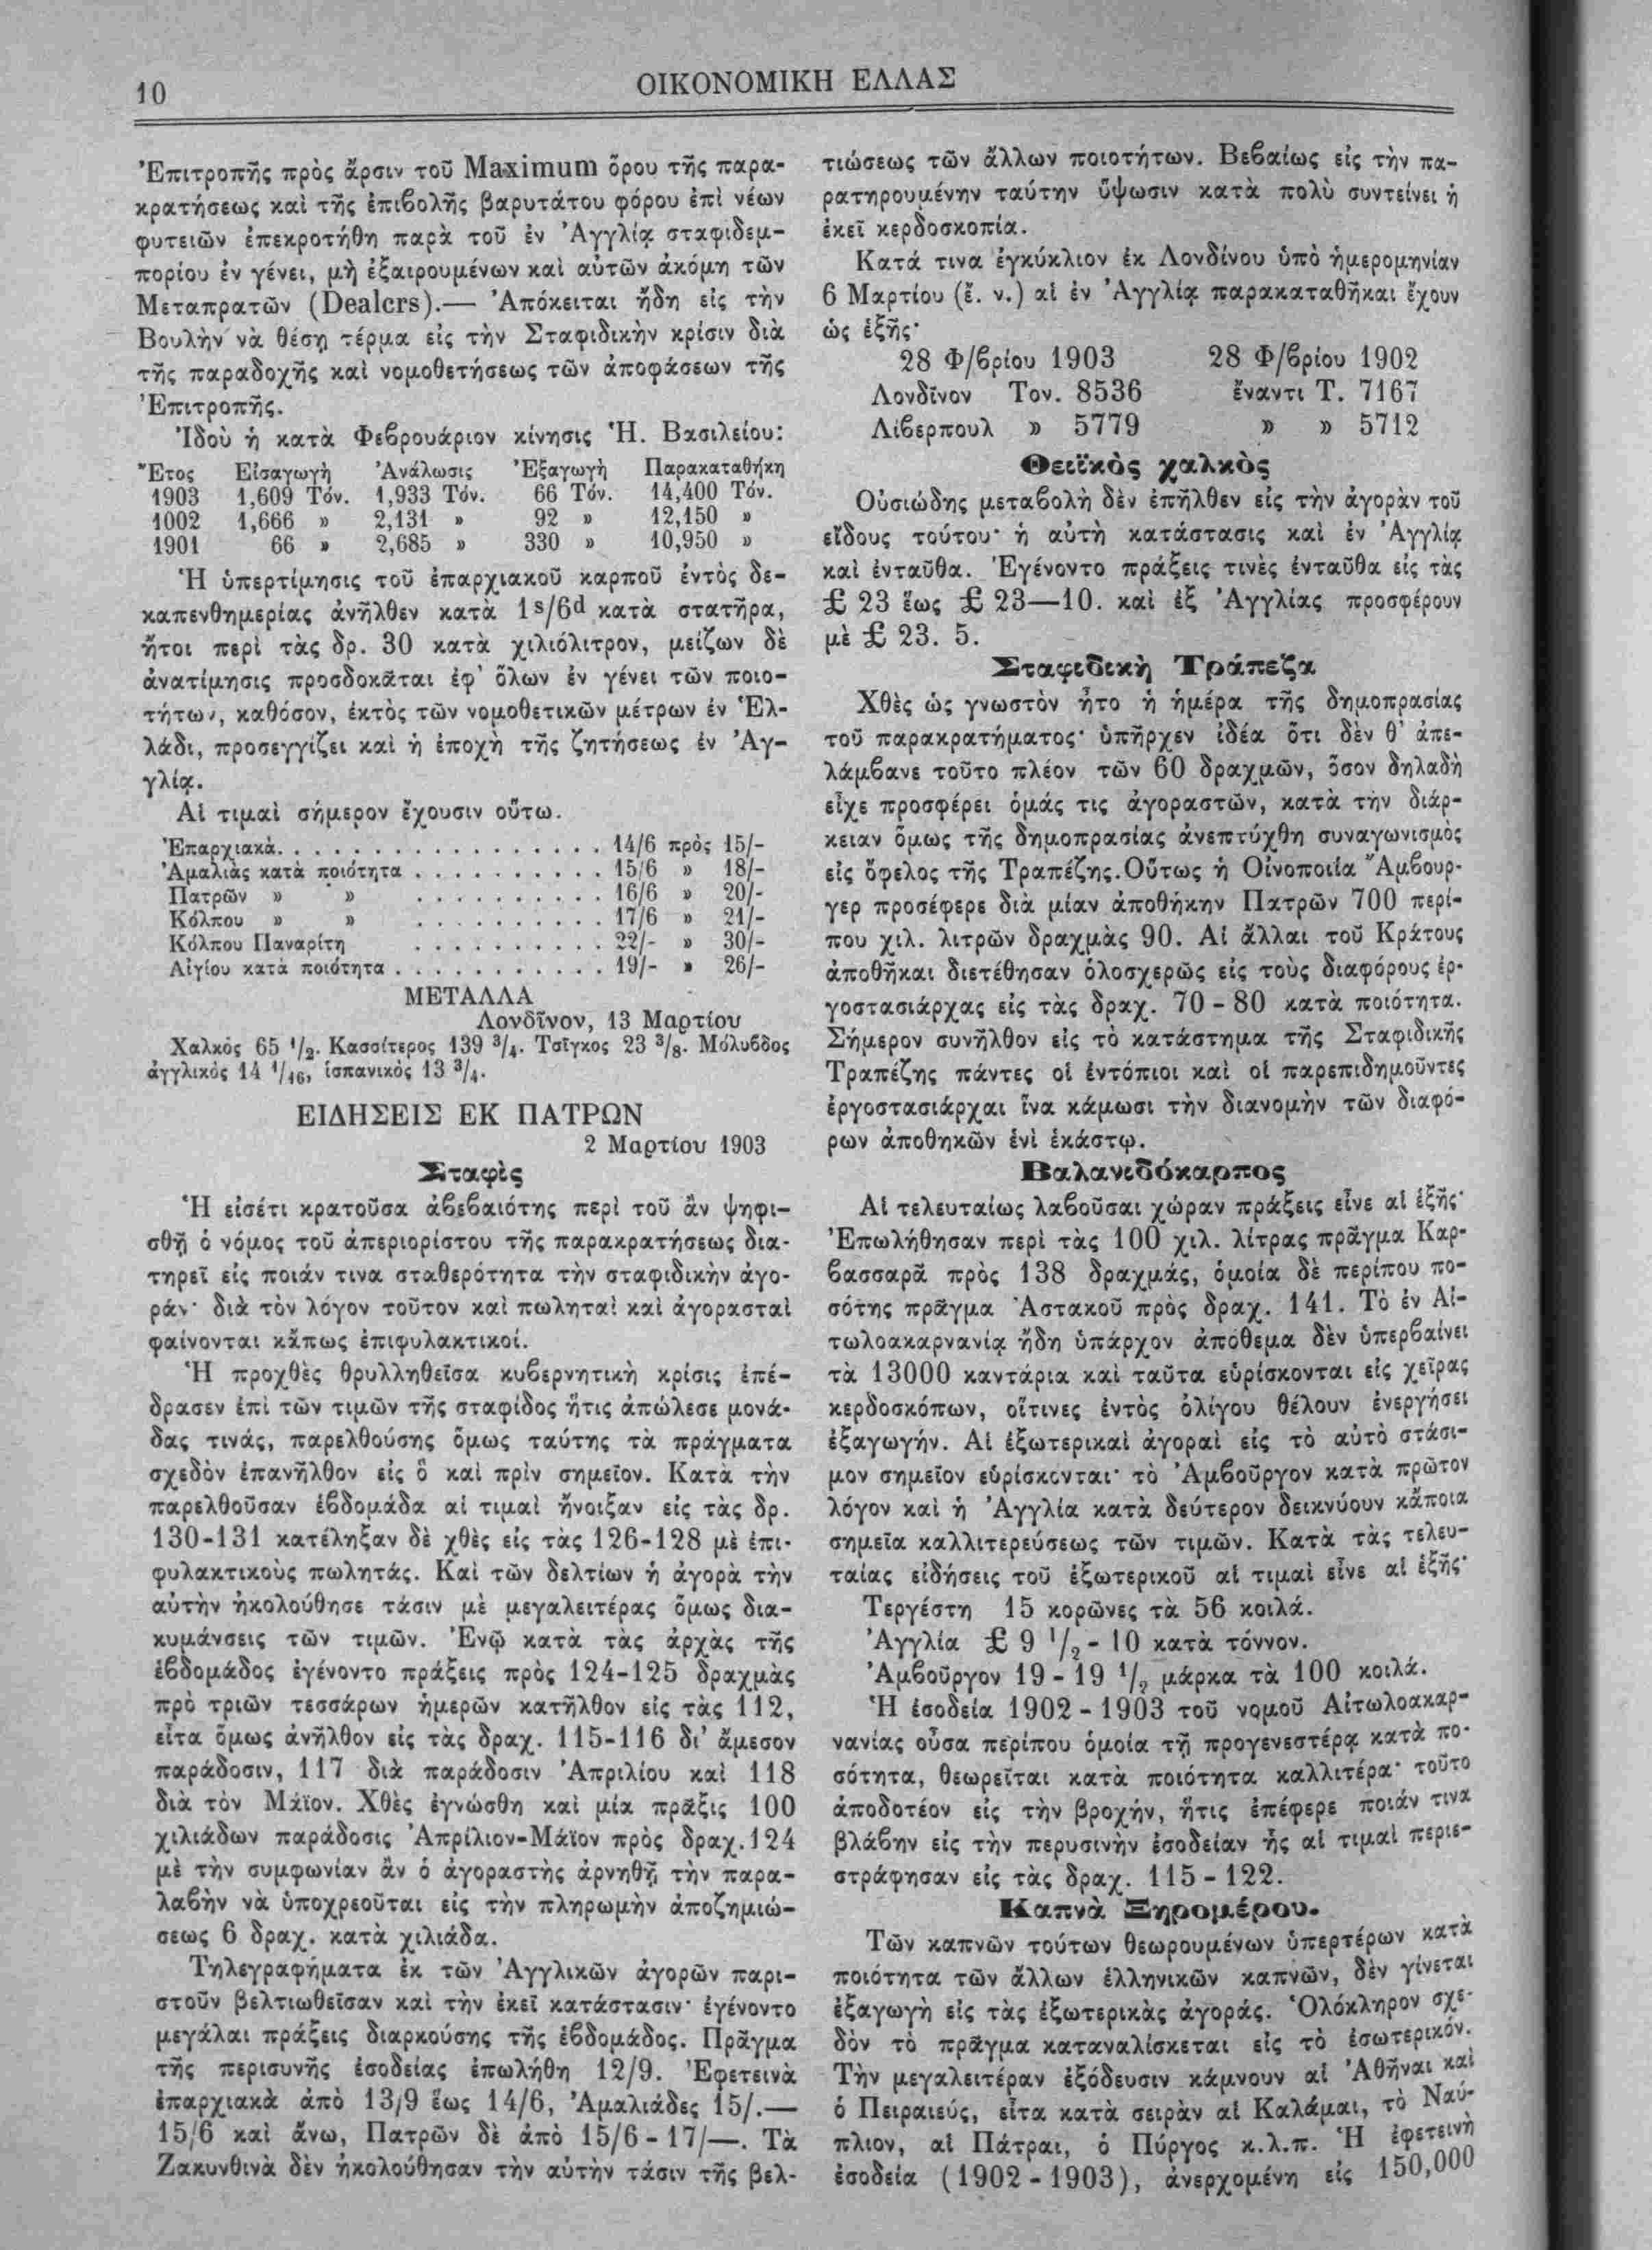 10
ΟΙΚΟΝΟΜΙΚΗ ΕΛΛΑΣ
Ἐπιτροπῆς πρὸς ἄρσιν τοῦ Maximum ὅρου τῆς παρα-
κρατήσεως καὶ τῆς ἐπιβολῆς βαρυτάτου φόρου ἐπὶ νέων
φυτειῶν ἐπεκροτήθη παρὰ τοῦ ἐν Ἀγγλίᾳ σταφιδεμ-
πορίου ἐν γένει, μὴ ἐξαιρουμένων καὶ αὐτῶν ἀκόμη τῶν
Μεταπρατῶν (Dealers).— Ἀπόκειται ἤδη εἰς τὴν
Βουλὴν νὰ θέσῃ τέρμα εἰς τὴν Σταφιδικὴν κρίσιν διὰ
τῆς παραδοχῆς καὶ νομοθετήσεως τῶν ἀποφάσεων τῆς
Ἐπιτροπῆς.
Ἰδοὺ ἡ κατὰ Φεβρουάριον κίνησις Ἡ. Βασιλείου:
Ἔτος Εἰσαγωγὴ Ἀνάλωσις Ἐξαγωγὴ Παρακαταθήκη
1903 1,609 Τόν. 1,933 Τόν. 66 Τόν. 14,400 Τόν.
1002 1,666 » 2,131 » 92 » 12,150 »
1901 66 » 2,685 » 330 » 10,950 »
Ἡ ὑπερτίμησις τοῦ ἐπαρχιακοῦ καρποῦ ἐντὸς δε-
καπενθημερίας ἀνῆλθεν κατὰ 1s/6d κατὰ στατῆρα,
ἤτοι περὶ τὰς δρ. 30 κατὰ χιλιόλιτρον, μείζων δὲ
ἀνατίμησις προσδοκᾶται ἐφ' ὅλων ἐν γένει τῶν ποιο-
τήτων, καθόσον, ἐκτὸς τῶν νομοθετικῶν μέτρων ἐν Ἑλ-
λάδι, προσεγγίζει καὶ ἡ ἐποχὴ τῆς ζητήσεως ἐν Ἀγ-
γλίᾳ.
Αἱ τιμαὶ σήμερον ἔχουσιν οὕτω.
Ἐπαρχιακὰ. . . . . . . . . . . . . . . . . 14/6 πρὸς 15/-
Ἀμαλιὰς κατὰ ποιότητα . . . . . . . . . . 15/6 » 18/-
Πατρῶν » » . . . . . . . . . . 16/6 » 20/-
Κόλπου » » . . . . . . . . . . 17/6 » 21/-
Κόλπου Παναρίτη . . . . . . . . . . 22/- » 30/-
Αἰγίου κατὰ ποιότητα . . . . . . . . . . . 19/- » 26/-
ΜΕΤΑΛΛΑ
Λονδῖνον, 13 Μαρτίου
Χαλκὸς 65 1/2. Κασσίτερος 139 3/4. Τσῖγκος 23 3/8. Μόλυβδος
ἀγγλικὸς 14 1/16, ἱσπανικὸς 13 3/4.
ΕΙΔΗΣΕΙΣ ΕΚ ΠΑΤΡΩΝ
2 Μαρτίου 1903
Σταφὶς
Ἡ εἰσέτι κρατοῦσα ἀβεβαιότης περὶ τοῦ ἂν ψηφι-
σθῇ ὁ νόμος τοῦ ἀπεριορίστου τῆς παρακρατήσεως δια-
τηρεῖ εἰς ποιάν τινα σταθερότητα τὴν σταφιδικὴν ἀγο-
ράν· διὰ τὸν λόγον τοῦτον καὶ πωληταὶ καὶ ἀγορασταὶ
φαίνονται κἄπως ἐπιφυλακτικοί.
Ἡ προχθὲς θρυλληθεῖσα κυβερνητικὴ κρίσις ἐπέ-
δρασεν ἐπὶ τῶν τιμῶν τῆς σταφίδος ἥτις ἀπώλεσε μονά-
δας τινάς, παρελθούσης ὅμως ταύτης τὰ πράγματα
σχεδὸν ἐπανῆλθον εἰς ὃ καὶ πρὶν σημεῖον. Κατὰ τὴν
παρελθοῦσαν ἑβδομάδα αἱ τιμαὶ ἤνοιξαν εἰς τὰς δρ.
130-131 κατέληξαν δὲ χθὲς εἰς τὰς 126-128 μὲ ἐπι-
φυλακτικοὺς πωλητάς. Καὶ τῶν δελτίων ἡ ἀγορὰ τὴν
αὐτὴν ἠκολούθησε τάσιν μὲ μεγαλειτέρας ὅμως δια-
κυμάνσεις τῶν τιμῶν. Ἐνῷ κατὰ τὰς ἀρχὰς τῆς
ἑβδομάδος ἐγένοντο πράξεις πρὸς 124-125 δραχμὰς
πρὸ τριῶν τεσσάρων ἡμερῶν κατῆλθον εἰς τὰς 112,
εἶτα ὅμως ἀνῆλθον εἰς τὰς δραχ. 115-116 δι' ἄμεσον
παράδοσιν, 117 διὰ παράδοσιν Ἀπριλίου καὶ 118
διὰ τὸν Μάϊον. Χθὲς ἐγνώσθη καὶ μία πρᾶξις 100
χιλιάδων παράδοσις Ἀπρίλιον-Μάϊον πρὸς δραχ. 124
μὲ τὴν συμφωνίαν ἂν ὁ ἀγοραστὴς ἀρνηθῇ τὴν παρα-
λαβὴν νὰ ὑποχρεοῦται εἰς τὴν πληρωμὴν ἀποζημιώ-
σεως 6 δραχ. κατὰ χιλιάδα.
Τηλεγραφήματα ἐκ τῶν Ἀγγλικῶν ἀγορῶν παρι-
στοῦν βελτιωθεῖσαν καὶ τὴν ἐκεῖ κατάστασιν· ἐγένοντο
μεγάλαι πράξεις διαρκούσης τῆς ἑβδομάδος. Πρᾶγμα
τῆς περισυνῆς ἐσοδείας ἐπωλήθη 12/9. Ἐφετεινὰ
ἐπαρχιακὰ ἀπὸ 13/9 ἕως 14/6, Ἀμαλιάδες 15/.—
15/6 καὶ ἄνω, Πατρῶν δὲ ἀπὸ 15/6 - 17/—. Τὰ
Ζακυνθινὰ δὲν ἠκολούθησαν τὴν αὐτὴν τάσιν τῆς βελ-
τιώσεως τῶν ἄλλων ποιοτήτων. Βεβαίως εἰς τὴν πα-
ρατηρουμένην ταύτην ὕψωσιν κατὰ πολὺ συντείνει ἡ
ἐκεῖ κερδοσκοπία.
Κατά τινα ἐγκύκλιον ἐκ Λονδίνου ὑπὸ ἡμερομηνίαν
6 Μαρτίου (ἔ. ν.) αἱ ἐν Ἀγγλίᾳ παρακαταθῆκαι ἔχουν
ὡς ἑξῆς·
28 Φ/βρίου 1903 28 Φ/βρίου 1902
Λονδῖνον Τον. 8536 ἔναντι Τ. 7167
Λίβερπουλ » 5779 » » 5712
Θειϊκὸς χαλκὸς
Οὐσιώδης μεταβολὴ δὲν ἐπῆλθεν εἰς τὴν ἀγορὰν τοῦ
εἴδους τούτου· ἡ αὐτὴ κατάστασις καὶ ἐν Ἀγγλίᾳ
καὶ ἐνταῦθα. Ἐγένοντο πράξεις τινὲς ἐνταῦθα εἰς τὰς
£ 23 ἕως £ 23—10. καὶ ἐξ Ἀγγλίας προσφέρουν
μὲ £ 23. 5.
Σταφιδικὴ Τράπεζα
Χθὲς ὡς γνωστὸν ἦτο ἡ ἡμέρα τῆς δημοπρασίας
τοῦ παρακρατήματος· ὑπῆρχεν ἰδέα ὅτι δὲν θ' ἀπε-
λάμβανε τοῦτο πλέον τῶν 60 δραχμῶν, ὅσον δηλαδὴ
εἶχε προσφέρει ὁμάς τις ἀγοραστῶν, κατὰ τὴν διάρ-
κειαν ὅμως τῆς δημοπρασίας ἀνεπτύχθη συναγωνισμὸς
εἰς ὄφελος τῆς Τραπέζης. Οὕτως ἡ Οἰνοποιΐα Ἄμβουρ-
γερ προσέφερε διὰ μίαν ἀποθήκην Πατρῶν 700 περί-
που χιλ. λιτρῶν δραχμὰς 90. Αἱ ἄλλαι τοῦ Κράτους
ἀποθῆκαι διετέθησαν ὁλοσχερῶς εἰς τοὺς διαφόρους ἐρ-
γοστασιάρχας εἰς τὰς δραχ. 70 - 80 κατὰ ποιότητα.
Σήμερον συνῆλθον εἰς τὸ κατάστημα τῆς Σταφιδικῆς
Τραπέζης πάντες οἱ ἐντόπιοι καὶ οἱ παρεπιδημοῦντες
ἐργοστασιάρχαι ἵνα κάμωσι τὴν διανομὴν τῶν διαφό-
ρων ἀποθηκῶν ἑνὶ ἑκάστῳ.
Βαλανιδόκαρπος
Αἱ τελευταίως λαβοῦσαι χώραν πράξεις εἶνε αἱ ἑξῆς·
Ἐπωλήθησαν περὶ τὰς 100 χιλ. λίτρας πρᾶγμα Καρ-
βασσαρᾶ πρὸς 138 δραχμάς, ὁμοία δὲ περίπου πο-
σότης πρᾶγμα Ἀστακοῦ πρὸς δραχ. 141. Τὸ ἐν Αἰ-
τωλοακαρνανίᾳ ἤδη ὑπάρχον ἀπόθεμα δὲν ὑπερβαίνει
τὰ 13000 καντάρια καὶ ταῦτα εὑρίσκονται εἰς χεῖρας
κερδοσκόπων, οἵτινες ἐντὸς ὀλίγου θέλουν ἐνεργήσει
ἐξαγωγήν. Αἱ ἐξωτερικαὶ ἀγοραὶ εἰς τὸ αὐτὸ στάσι-
μον σημεῖον εὑρίσκονται· τὸ Ἀμβοῦργον κατὰ πρῶτον
λόγον καὶ ἡ Ἀγγλία κατὰ δεύτερον δεικνύουν κἄποια
σημεῖα καλλιτερεύσεως τῶν τιμῶν. Κατὰ τὰς τελευ-
ταίας εἰδήσεις τοῦ ἐξωτερικοῦ αἱ τιμαὶ εἶνε αἱ ἑξῆς·
Τεργέστη 15 κορῶνες τὰ 56 κοιλά.
Ἀγγλία £ 9 1/2 - 10 κατὰ τόννον.
Ἀμβοῦργον 19 - 19 1/2 μάρκα τὰ 100 κοιλά.
Ἡ ἐσοδεία 1902 - 1903 τοῦ νομοῦ Αἰτωλοακαρ-
νανίας οὖσα περίπου ὁμοία τῇ προγενεστέρᾳ κατὰ πο-
σότητα, θεωρεῖται κατὰ ποιότητα καλλιτέρα· τοῦτο
ἀποδοτέον εἰς τὴν βροχήν, ἥτις ἐπέφερε ποιάν τινα
βλάβην εἰς τὴν περυσινὴν ἐσοδείαν ἧς αἱ τιμαὶ περιε-
στράφησαν εἰς τὰς δραχ. 115 - 122.
Καπνὰ Ξηρομέρου.
Τῶν καπνῶν τούτων θεωρουμένων ὑπερτέρων κατὰ
ποιότητα τῶν ἄλλων ἑλληνικῶν καπνῶν, δὲν γίνεται
ἐξαγωγὴ εἰς τὰς ἐξωτερικὰς ἀγοράς. Ὁλόκληρον σχε-
δὸν τὸ πρᾶγμα καταναλίσκεται εἰς τὸ ἐσωτερικόν.
Τὴν μεγαλειτέραν ἐξόδευσιν κάμνουν αἱ Ἀθῆναι καὶ
ὁ Πειραιεύς, εἶτα κατὰ σειρὰν αἱ Καλάμαι, τὸ Ναύ-
πλιον, αἱ Πάτραι, ὁ Πύργος κ.λ.π. Ἡ ἐφετεινὴ
ἐσοδεία (1902 - 1903), ἀνερχομένη εἰς 150,000